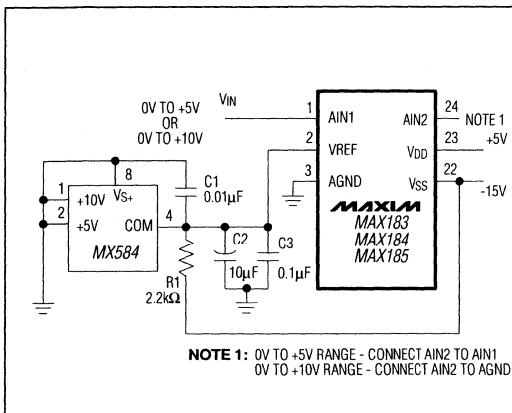 0V TO +5V
OR
0V TO +10V
VIN
1
AIN1
AIN2
24
NOTE 1
2
VREF
VDD
23
+5V
3
AGND
VSS
22
-15V
MAXIM
MAX183
MAX184
MAX185
8
VS+
1
+10V
2
+5V
COM
4
MX584
C1
0.01µF
C2
10µF
C3
0.1µF
R1
2.2kΩ
NOTE 1: 0V TO +5V RANGE - CONNECT AIN2 TO AIN1
0V TO +10V RANGE - CONNECT AIN2 TO AGND